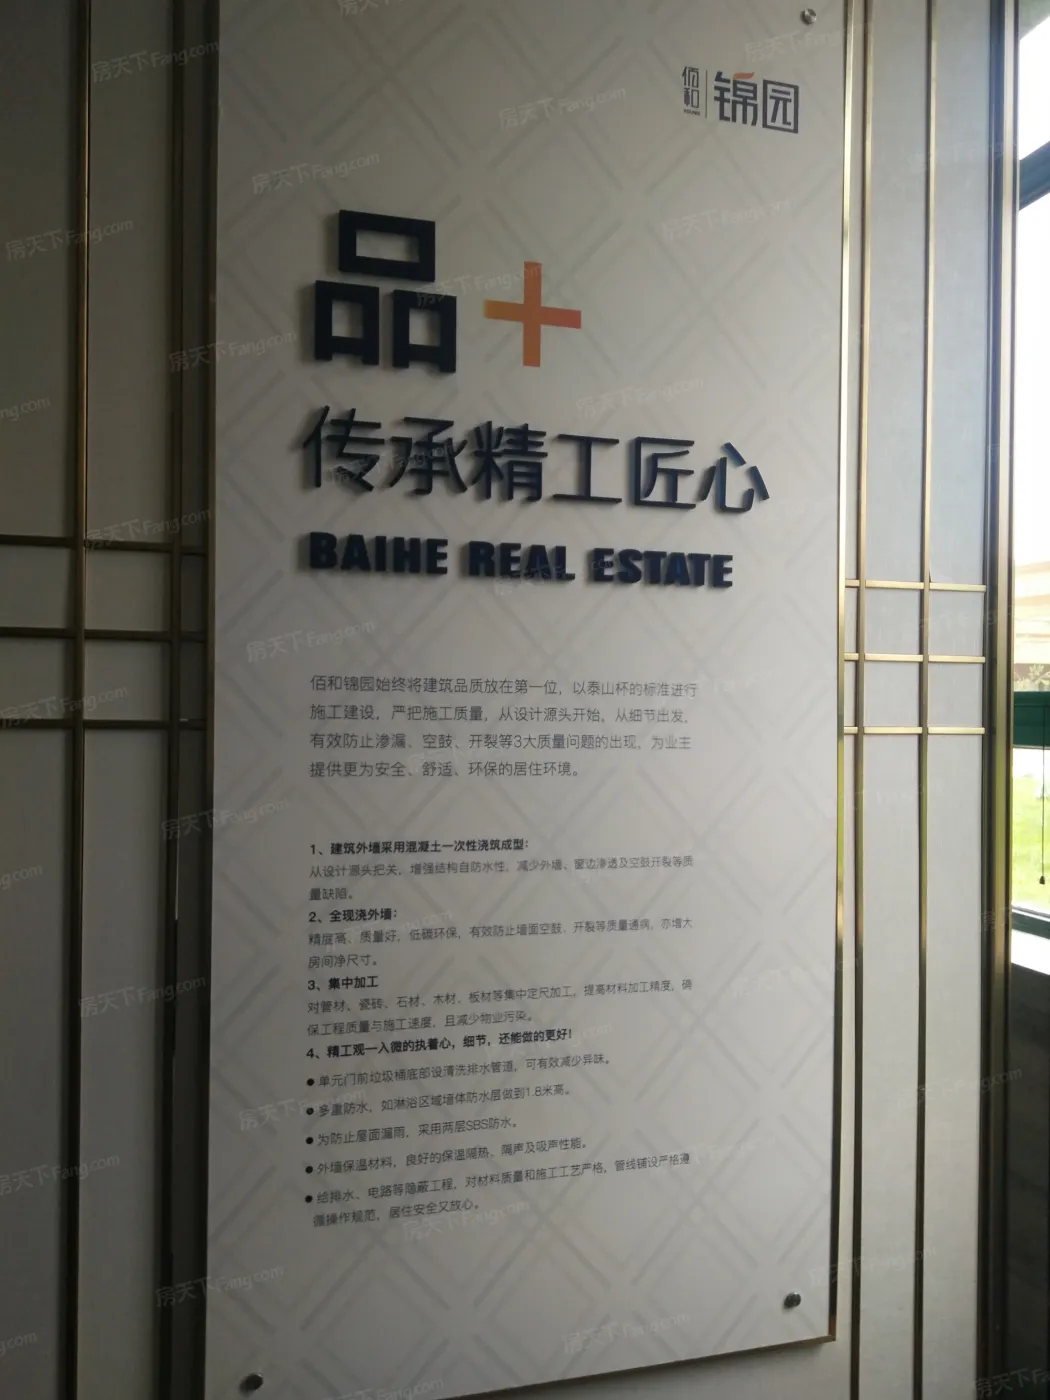 佰和 锦园
品+
传承精工匠心
BAIHE REAL ESTATE
佰和锦园始终将建筑品质放在第一位，以泰山杯的标准进行
施工建设，严把施工质量，从设计源头开始，从细节出发，
有效防止渗漏、空鼓、开裂等3大质量问题的出现，为业主
提供更为安全、舒适、环保的居住环境。
1、建筑外墙采用混凝土一次性浇筑成型：
从设计源头把关，增强结构自防水性，减少外墙、窗边渗透及空鼓开裂等质
量缺陷。
2、全现浇外墙：
精度高、质量好，低碳环保，有效防止墙面空鼓、开裂等质量通病，亦增大
房间净尺寸。
3、集中加工
对管材、瓷砖、石材、木材、板材等集中定尺加工，提高材料加工精度，确
保工程质量与施工速度，且减少物业污染。
4、精工观—入微的执着心，细节，还能做的更好！
● 单元门前垃圾桶底部设清洗排水管道，可有效减少异味。
● 多重防水，如淋浴区域墙体防水层做到1.8米高。
● 为防止屋面漏雨，采用两层SBS防水。
● 外墙保温材料，良好的保温隔热、隔声及吸声性能。
● 给排水、电路等隐蔽工程，对材料质量和施工工艺严格，管线铺设严格遵
循操作规范，居住安全又放心。
房天下Fang.com